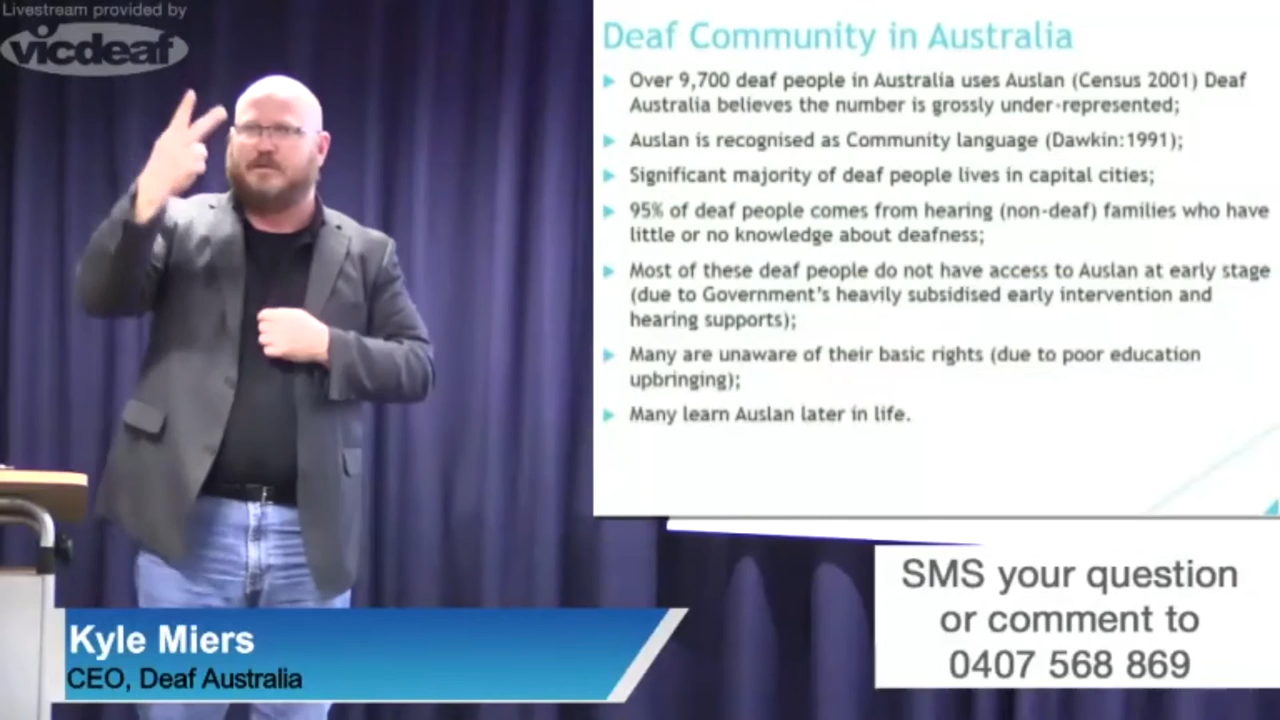 Livestream provided by
vicdeaf
Deaf Community in Australia
Over 9,700 deaf people in Australia uses Auslan (Census 2001) Deaf
Australia believes the number is grossly under-represented;
Auslan is recognised as Community language (Dawkin:1991);
Significant majority of deaf people lives in capital cities;
95% of deaf people comes from hearing (non-deaf) families who have
little or no knowledge about deafness;
Most of these deaf people do not have access to Auslan at early stage
(due to Government's heavily subsidised early intervention and
hearing supports);
Many are unaware of their basic rights (due to poor education
upbringing);
Many learn Auslan later in life.
SMS your question
or comment to
0407 568 869
Kyle Miers
CEO, Deaf Australia